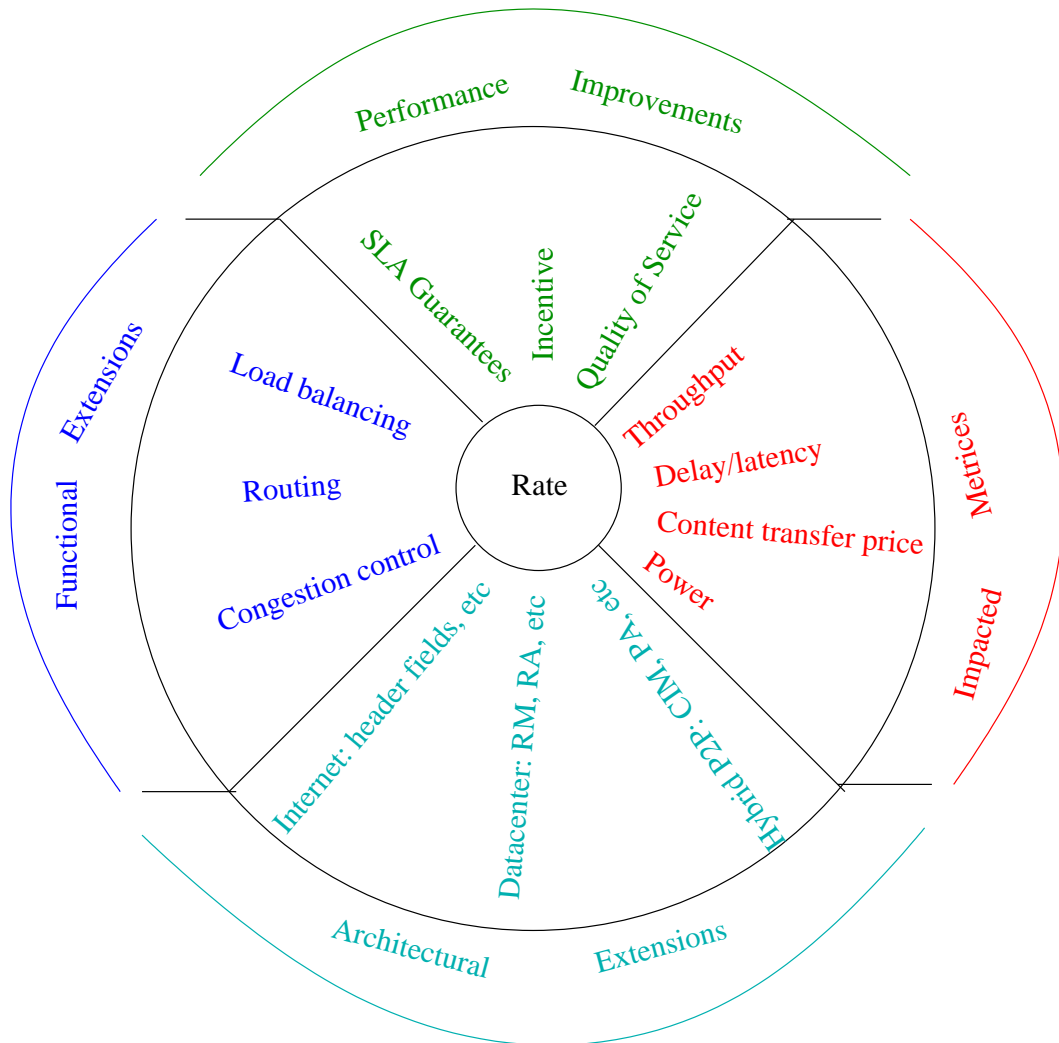 Performance Improvements
SLA Guarantees
Incentive
Quality of Service
Functional Extensions
Load balancing
Routing
Congestion control
Rate
Throughput
Delay/latency
Content transfer price
Power
Metrices
Impacted
Internet: header fields, etc
Datacenter: RM, RA, etc
Hybrid P2P: CIM, PA, etc
Architectural Extensions